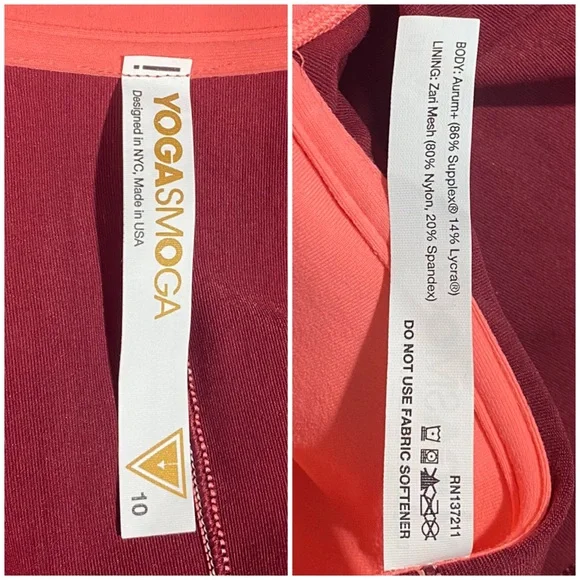 YOGASMOGA
Designed in NYC, Made in USA
10
BODY: Aurum+ (86% Supplex® 14% Lycra®)
LINING: Zari Mesh (80% Nylon, 20% Spandex)
DO NOT USE FABRIC SOFTENER
RN137211